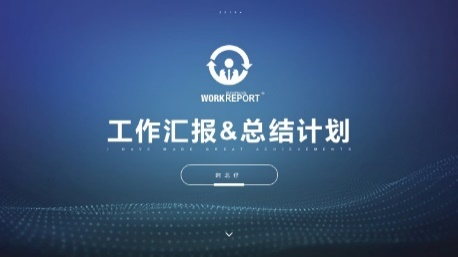 WORKREPORT
工作汇报&总结计划
I HAVE MADE GREAT ACHIEVEMENTS